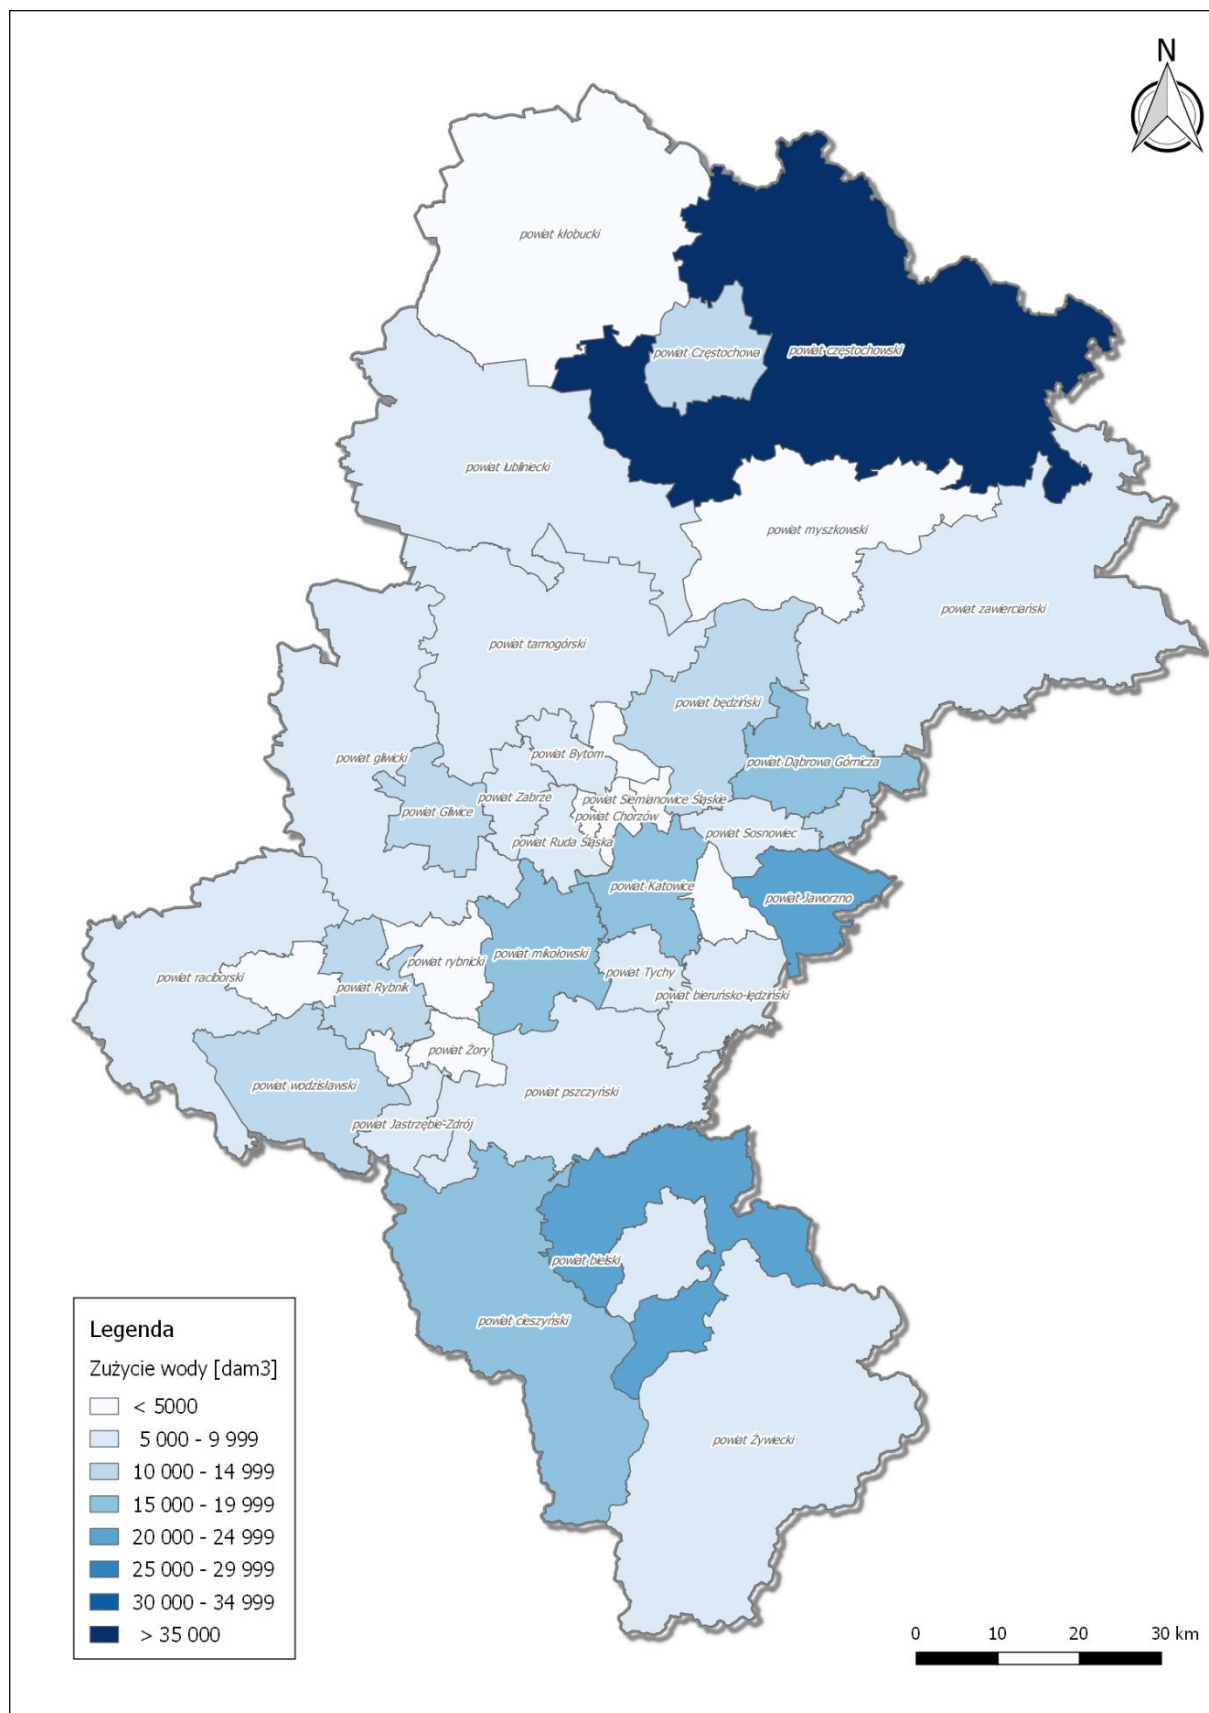 N
powiat kłobucki
powiat Częstochowa
powiat częstochowski
powiat lubliniecki
powiat myszkowski
powiat zawierciański
powiat tarnogórski
powiat będziński
powiat gliwicki
powiat Bytom
powiat Dąbrowa Górnicza
powiat Zabrze
powiat Siemianowice Śląskie
powiat Gliwice
powiat Chorzów
powiat Sosnowiec
powiat Ruda Śląska
powiat Katowice
powiat Jaworzno
powiat mikołowski
powiat rybnicki
powiat raciborski
powiat Tychy
powiat Rybnik
powiat bieruńsko-lędziński
powiat Żory
powiat wodzisławski
powiat pszczyński
powiat Jastrzębie-Zdrój
powiat bielski
powiat cieszyński
powiat Żywiecki
Legenda
Zużycie wody [dam3]
< 5000
5 000 - 9 999
10 000 - 14 999
15 000 - 19 999
20 000 - 24 999
25 000 - 29 999
30 000 - 34 999
> 35 000
0 10 20 30 km